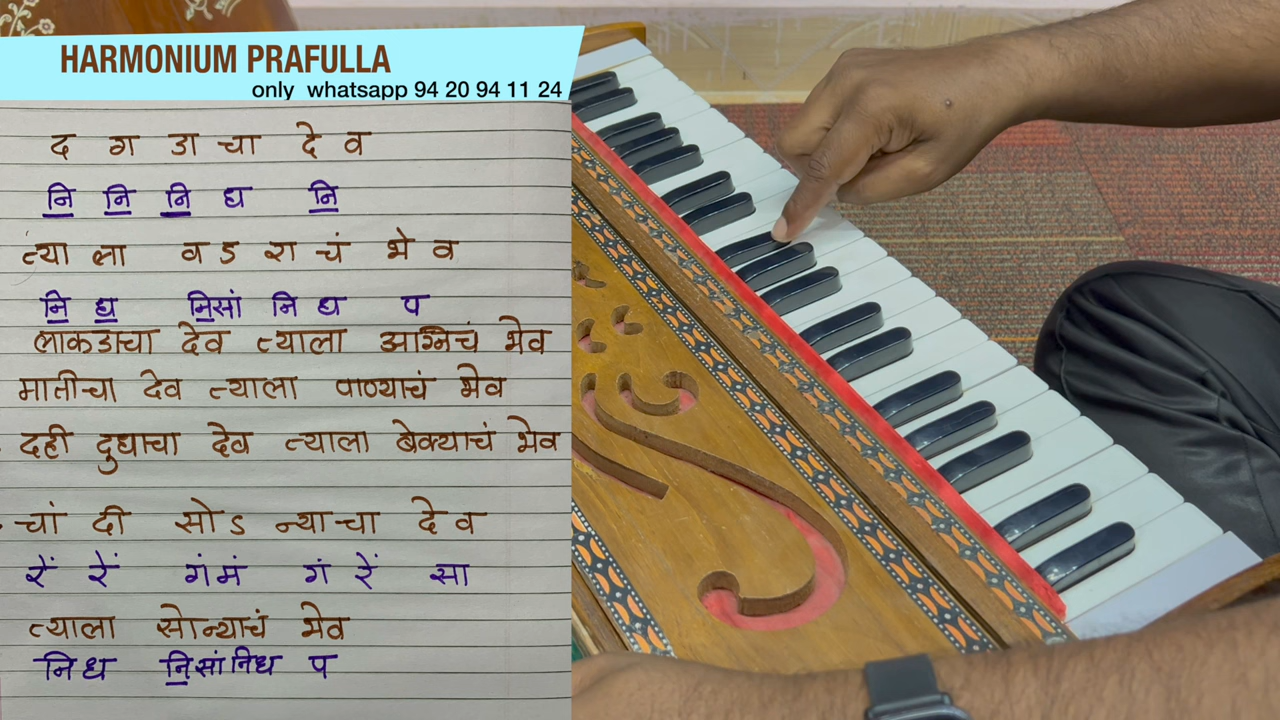 HARMONIUM PRAFULLA
only whatsapp 94 20 94 11 24
द ग डा चा दे व
नि नि नि ध नि
त्या ला व ड रा चं भे व
नि ध निसां नि ध प
लाकडाचा देव त्याला अग्निचं भेव
मातीचा देव त्याला पाण्याचं भेव
दही दुधाचा देव त्याला बेक्याचं भेव
चां दी सो ऽ न्या चा दे व
रें रें गंमं गं रें सा
त्याला सोन्याचं भेव
नि ध निसांनिध प